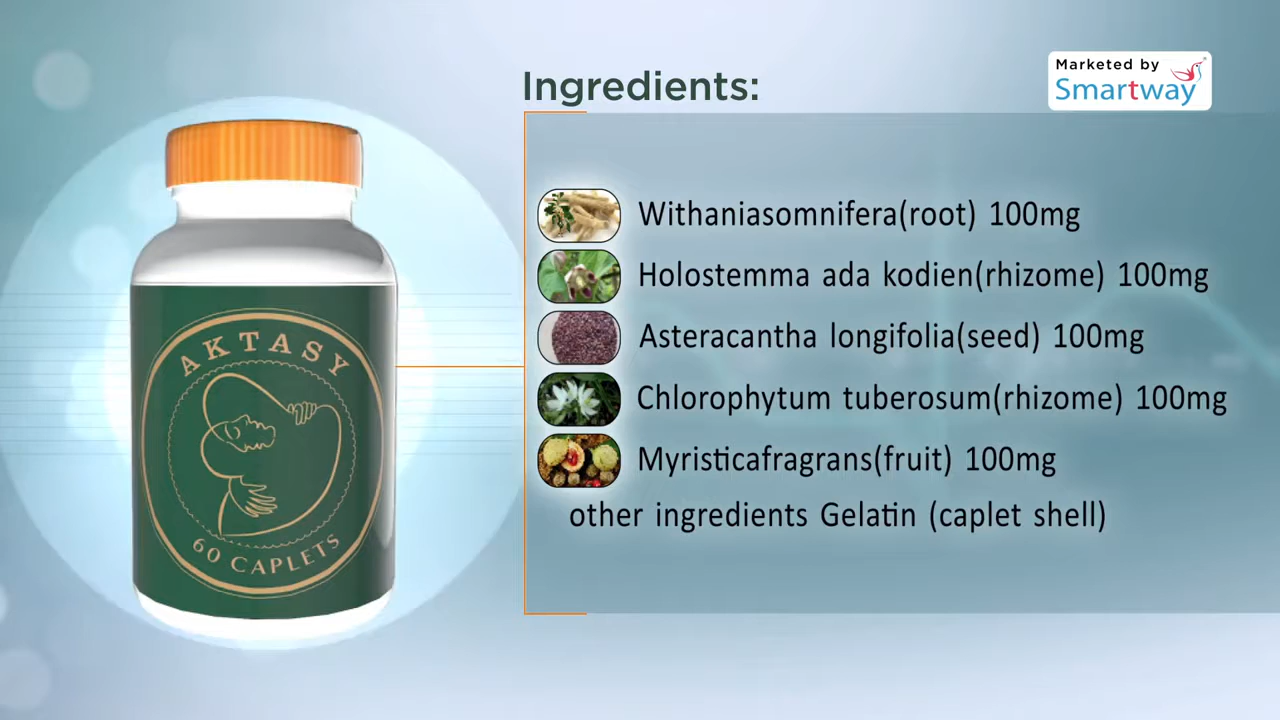 Marketed by
Smartway
Ingredients:
Withaniasomnifera(root) 100mg
Holostemma ada kodien(rhizome) 100mg
Asteracantha longifolia(seed) 100mg
Chlorophytum tuberosum(rhizome) 100mg
Myristicafragrans(fruit) 100mg
other ingredients Gelatin (caplet shell)
AKTASY
60 CAPLETS